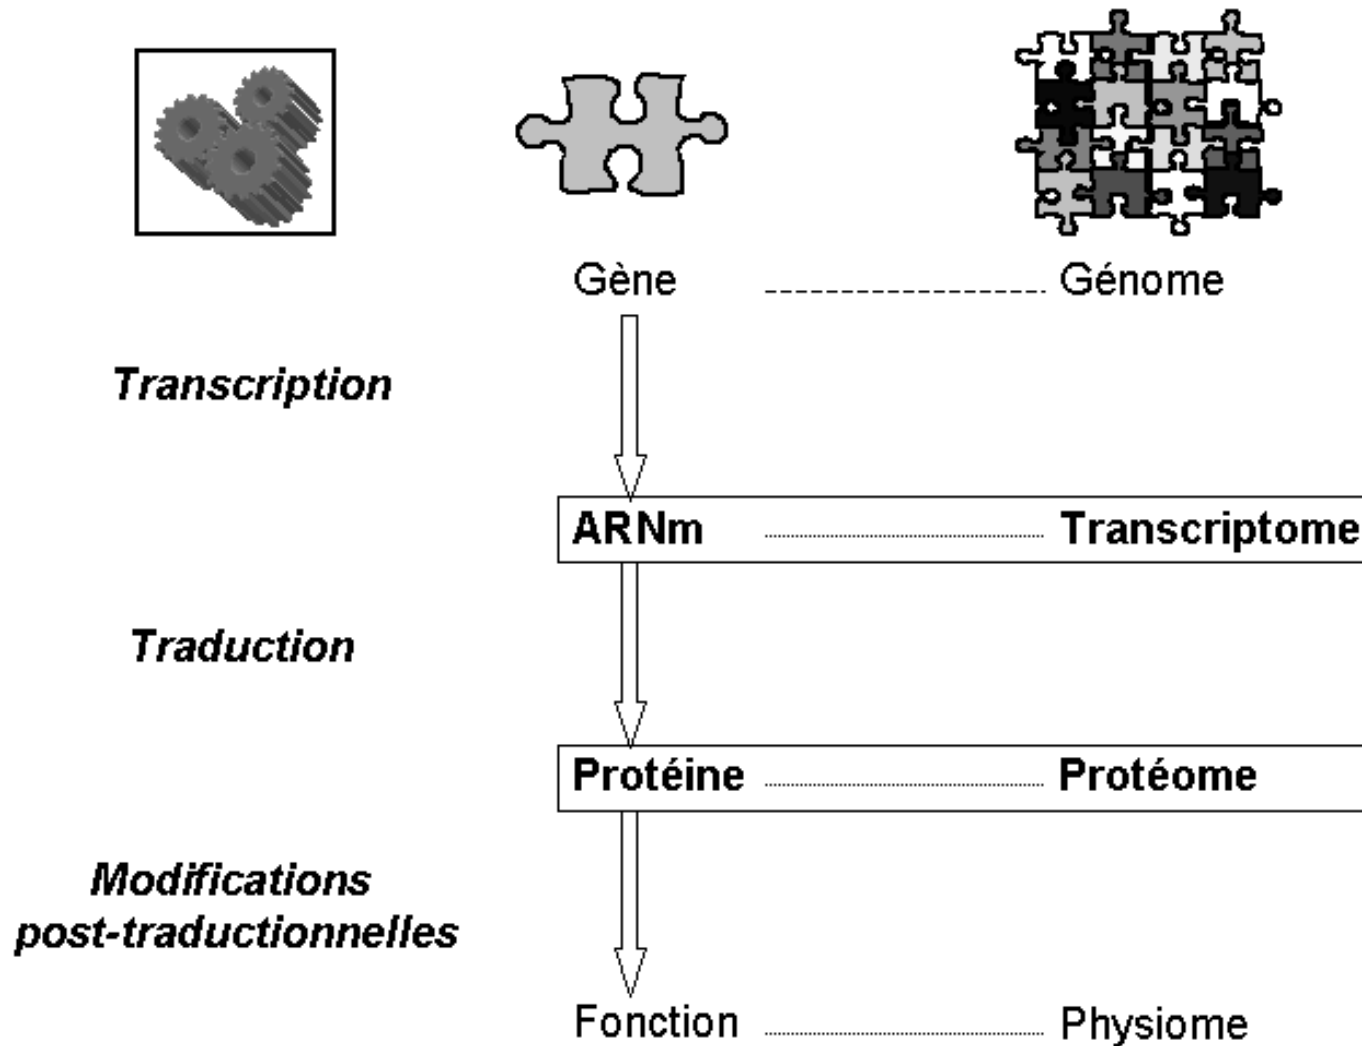 Gène Génome
Transcription
ARNm Transcriptome
Traduction
Protéine Protéome
Modifications
post-traductionnelles
Fonction Physiome